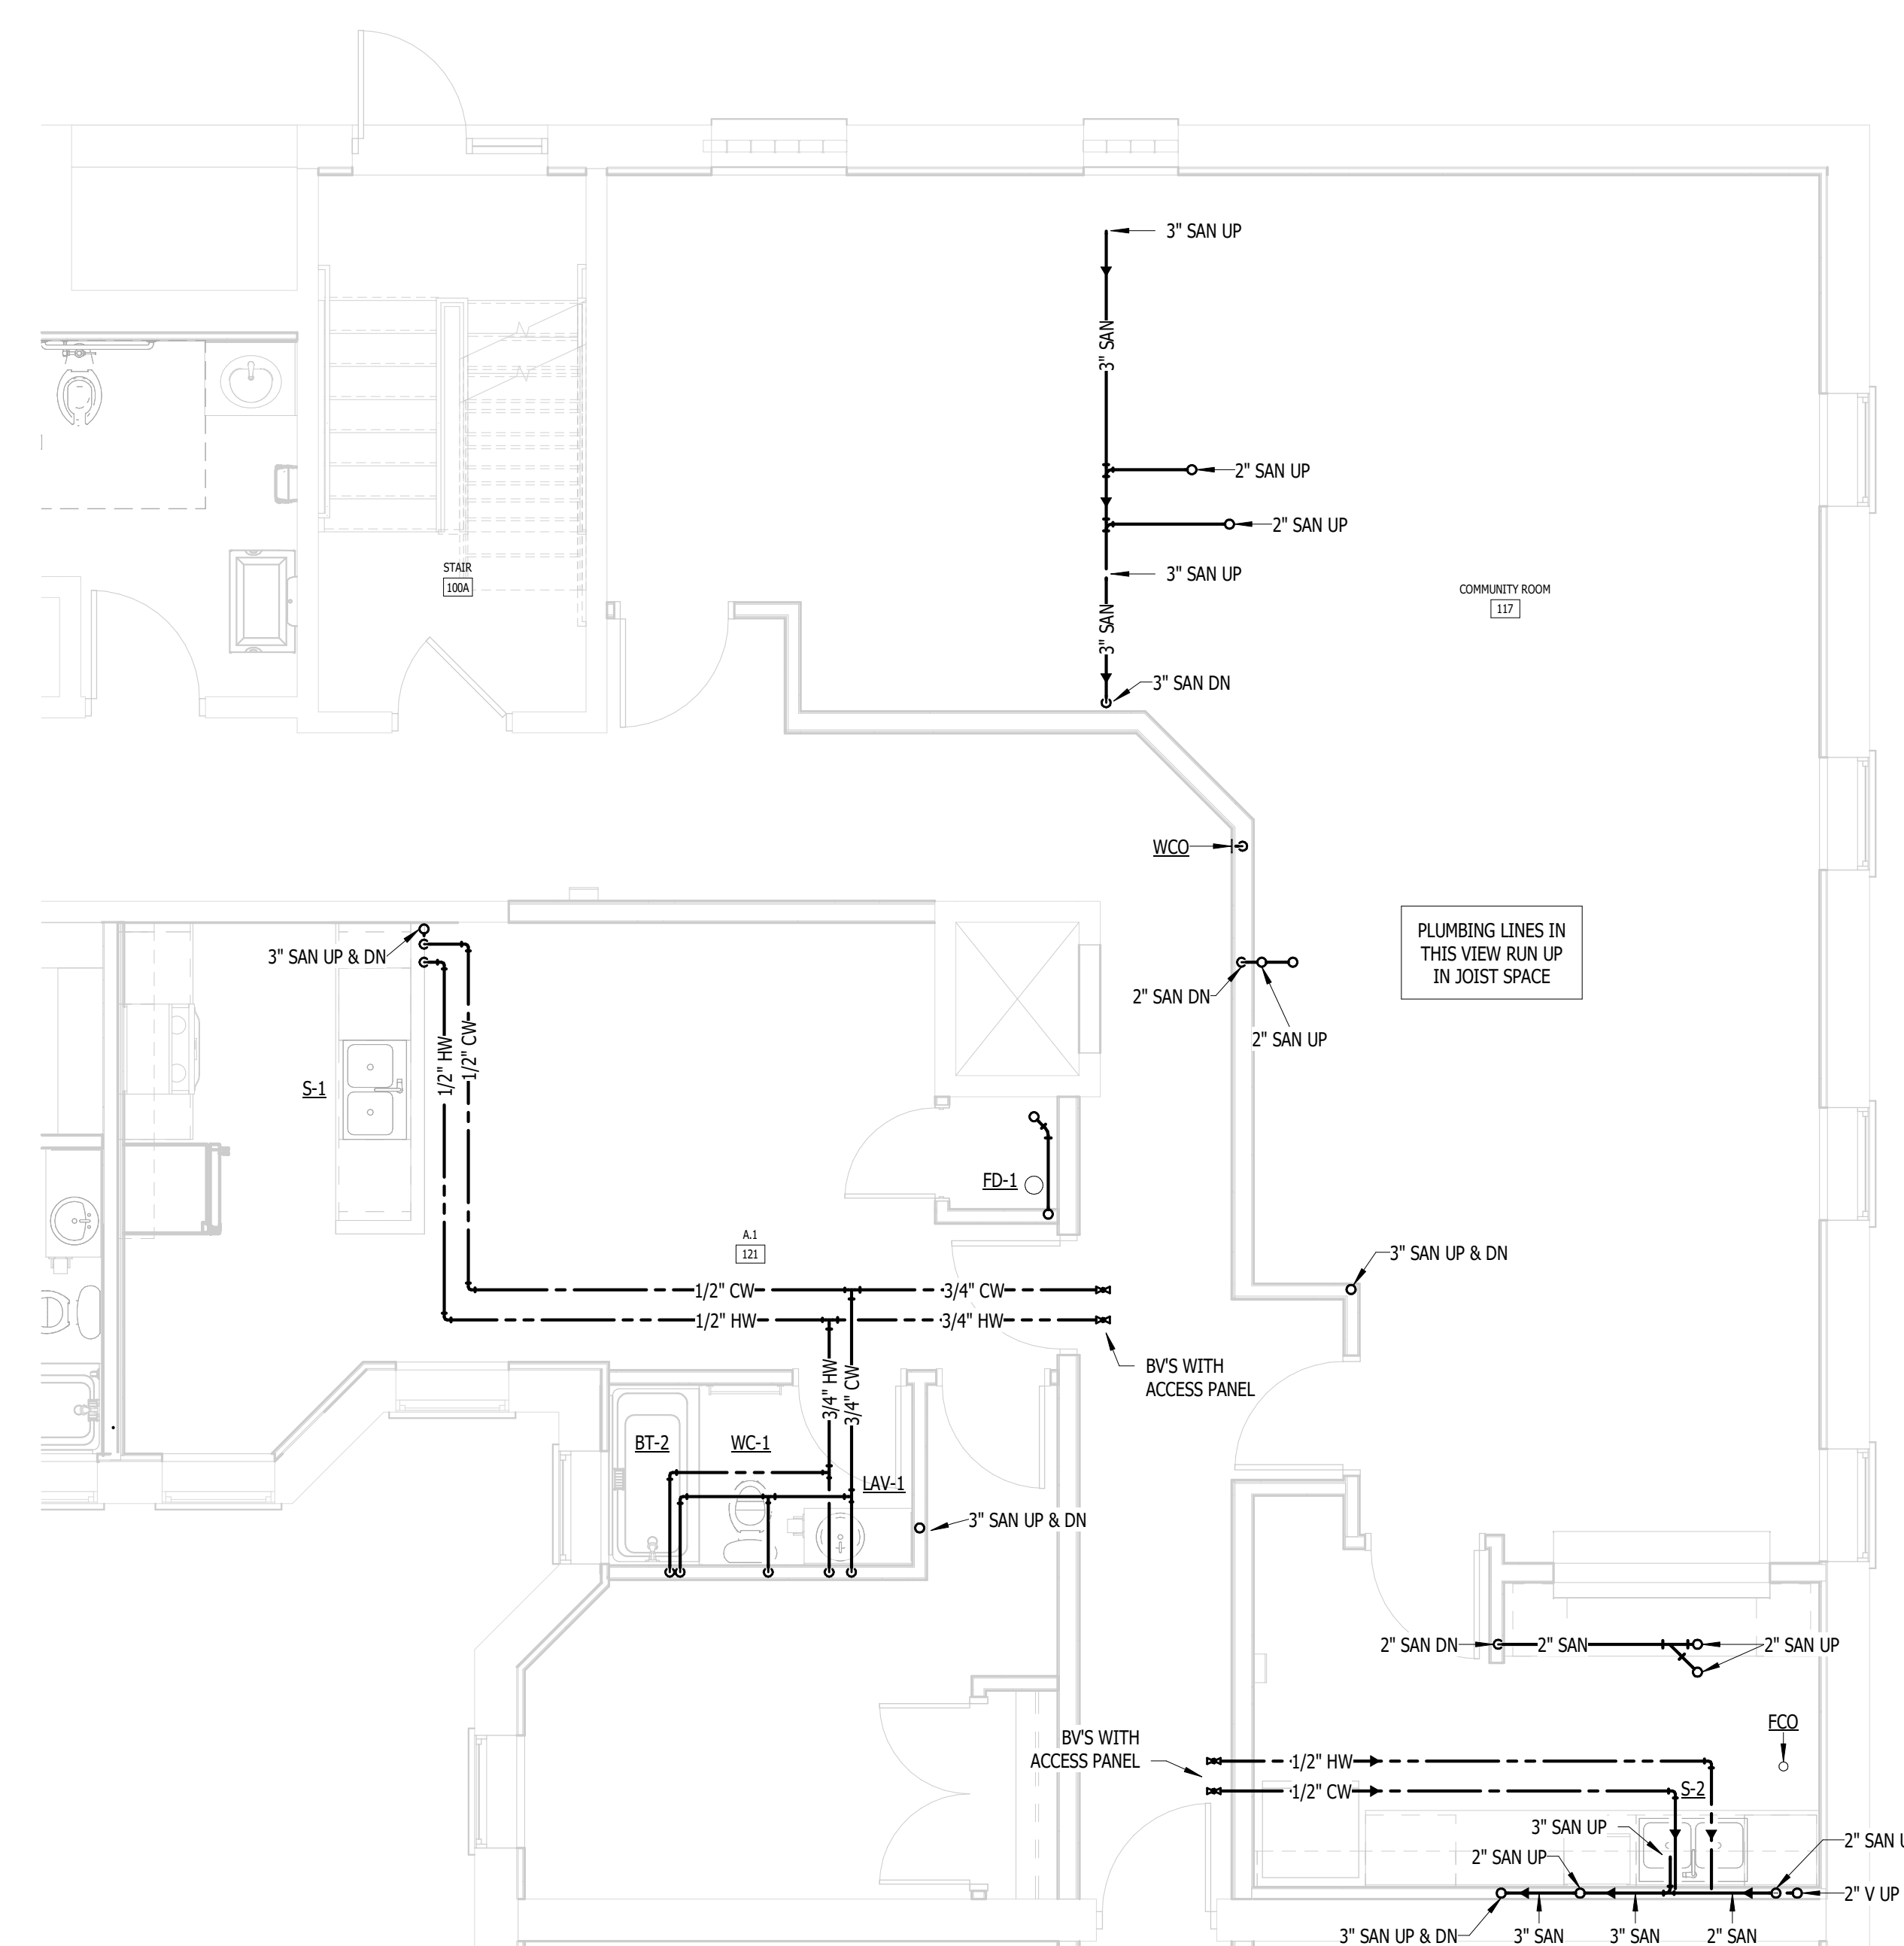 3" SAN UP
3" SAN
2" SAN UP
2" SAN UP
STAIR
100A
3" SAN UP
COMMUNITY ROOM
117
3" SAN
3" SAN DN
WCO
PLUMBING LINES IN
THIS VIEW RUN UP
IN JOIST SPACE
3" SAN UP & DN
2" SAN DN
2" SAN UP
1/2" HW
1/2" CW
S-1
FD-1
A.1
121
3" SAN UP & DN
1/2" CW
3/4" CW
1/2" HW
3/4" HW
BV'S WITH
ACCESS PANEL
3/4" HW
3/4" CW
BT-2
WC-1
LAV-1
3" SAN UP & DN
2" SAN DN
2" SAN
2" SAN UP
FCO
BV'S WITH
ACCESS PANEL
1/2" HW
1/2" CW
S-2
3" SAN UP
2" SAN UP
2" SAN U
2" V UP
3" SAN UP & DN
3" SAN
3" SAN
2" SAN